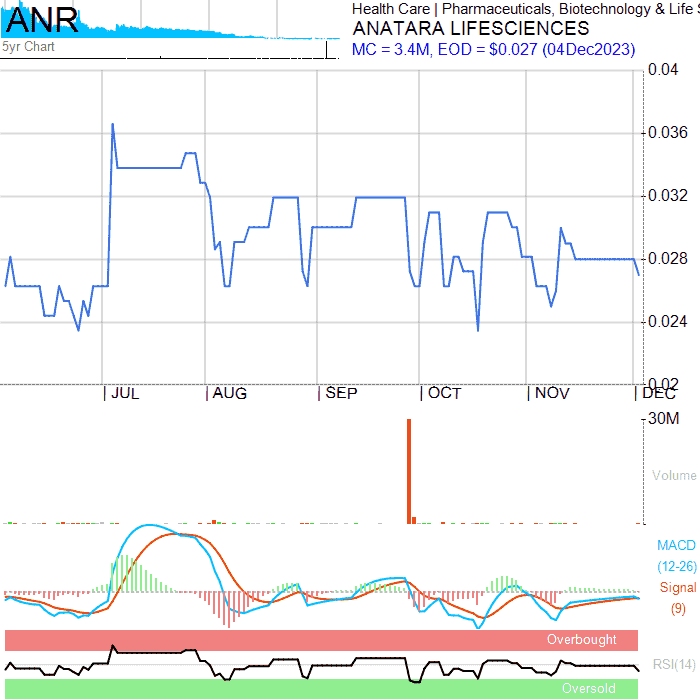 ANR
Health Care | Pharmaceuticals, Biotechnology & Life S
ANATARA LIFESCIENCES
5yr Chart
MC = 3.4M, EOD = $0.027 (04Dec2023)
0.04
0.036
0.032
0.028
0.024
0.02
JUL AUG SEP OCT NOV DEC
30M
Volume
MACD
(12-26)
Signal
(9)
Overbought
RSI(14)
Oversold